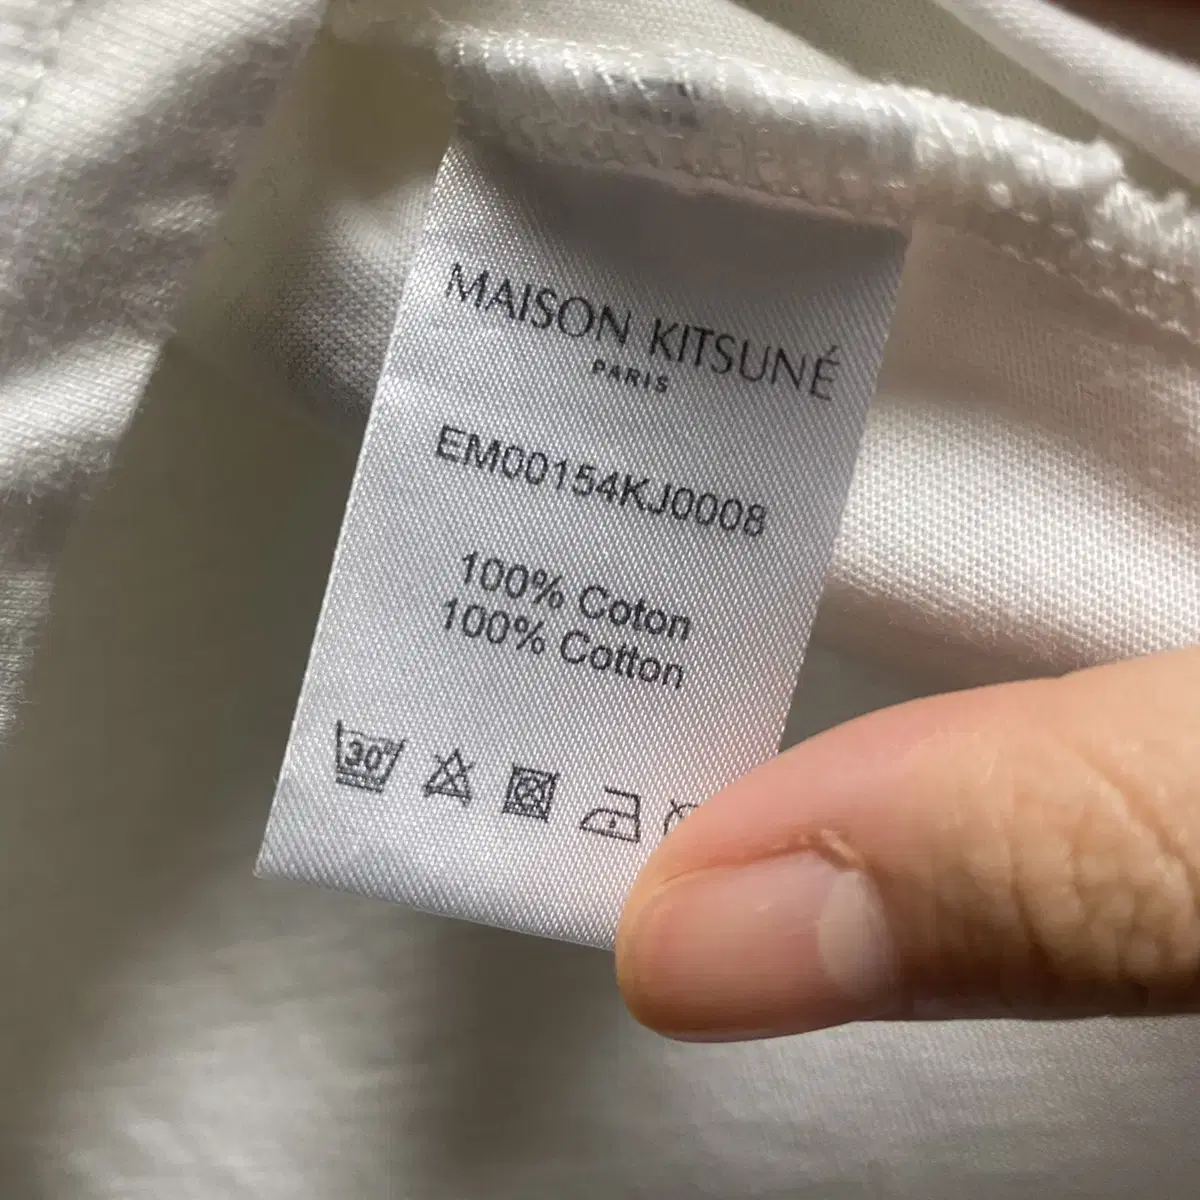 MAISON KITSUNÉ
PARIS
EM00154KJ0008
100% Coton
100% Cotton
30°